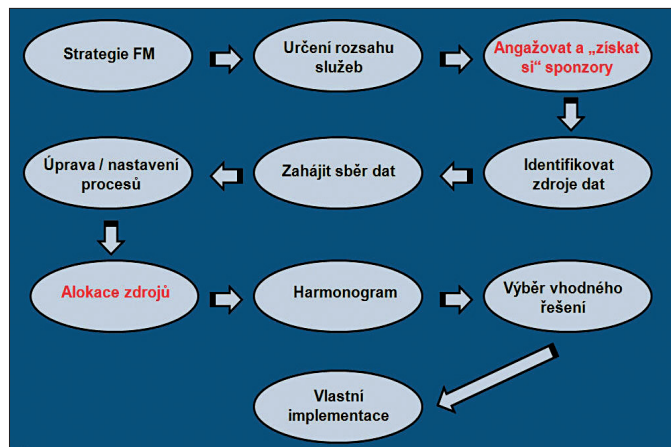 Strategie FM
Určení rozsahu
služeb
Angažovat a „získat
si“ sponzory
Identifikovat
zdroje dat
Zahájit sběr dat
Úprava / nastavení
procesů
Alokace zdrojů
Harmonogram
Výběr vhodného
řešení
Vlastní
implementace